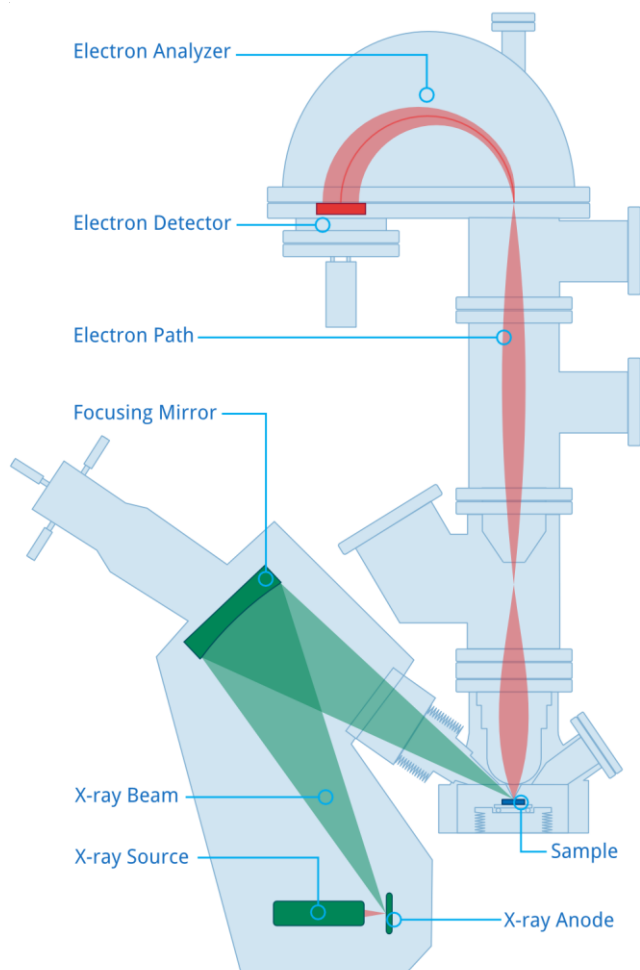 Electron Analyzer
Electron Detector
Electron Path
Focusing Mirror
X-ray Beam
X-ray Source
Sample
X-ray Anode